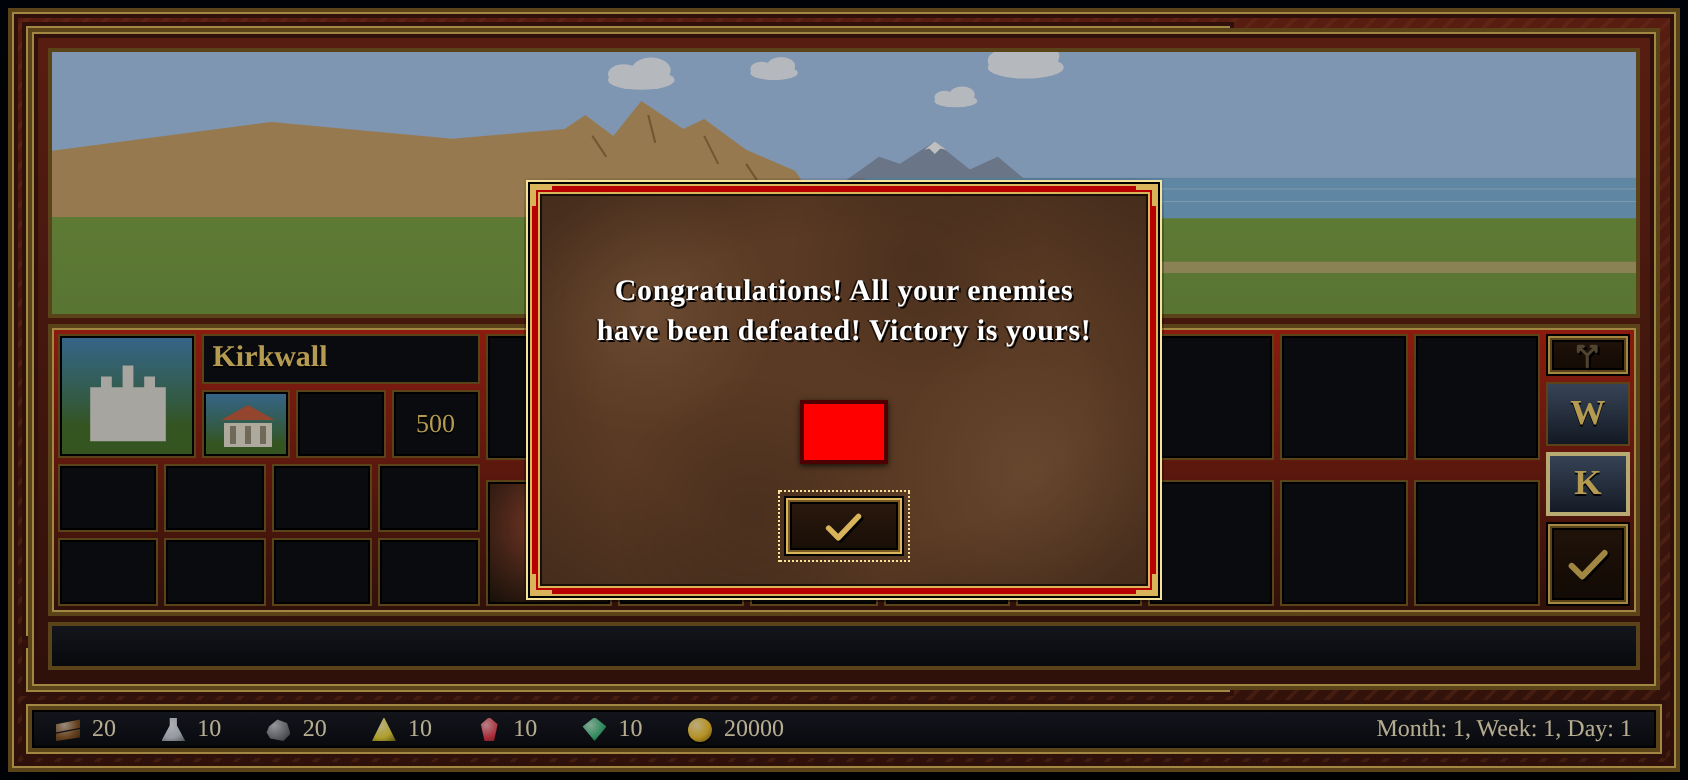 Congratulations! All your enemies
have been defeated! Victory is yours!
Kirkwall
500
W
K
20 10 20 10 10 10 20000 Month: 1, Week: 1, Day: 1